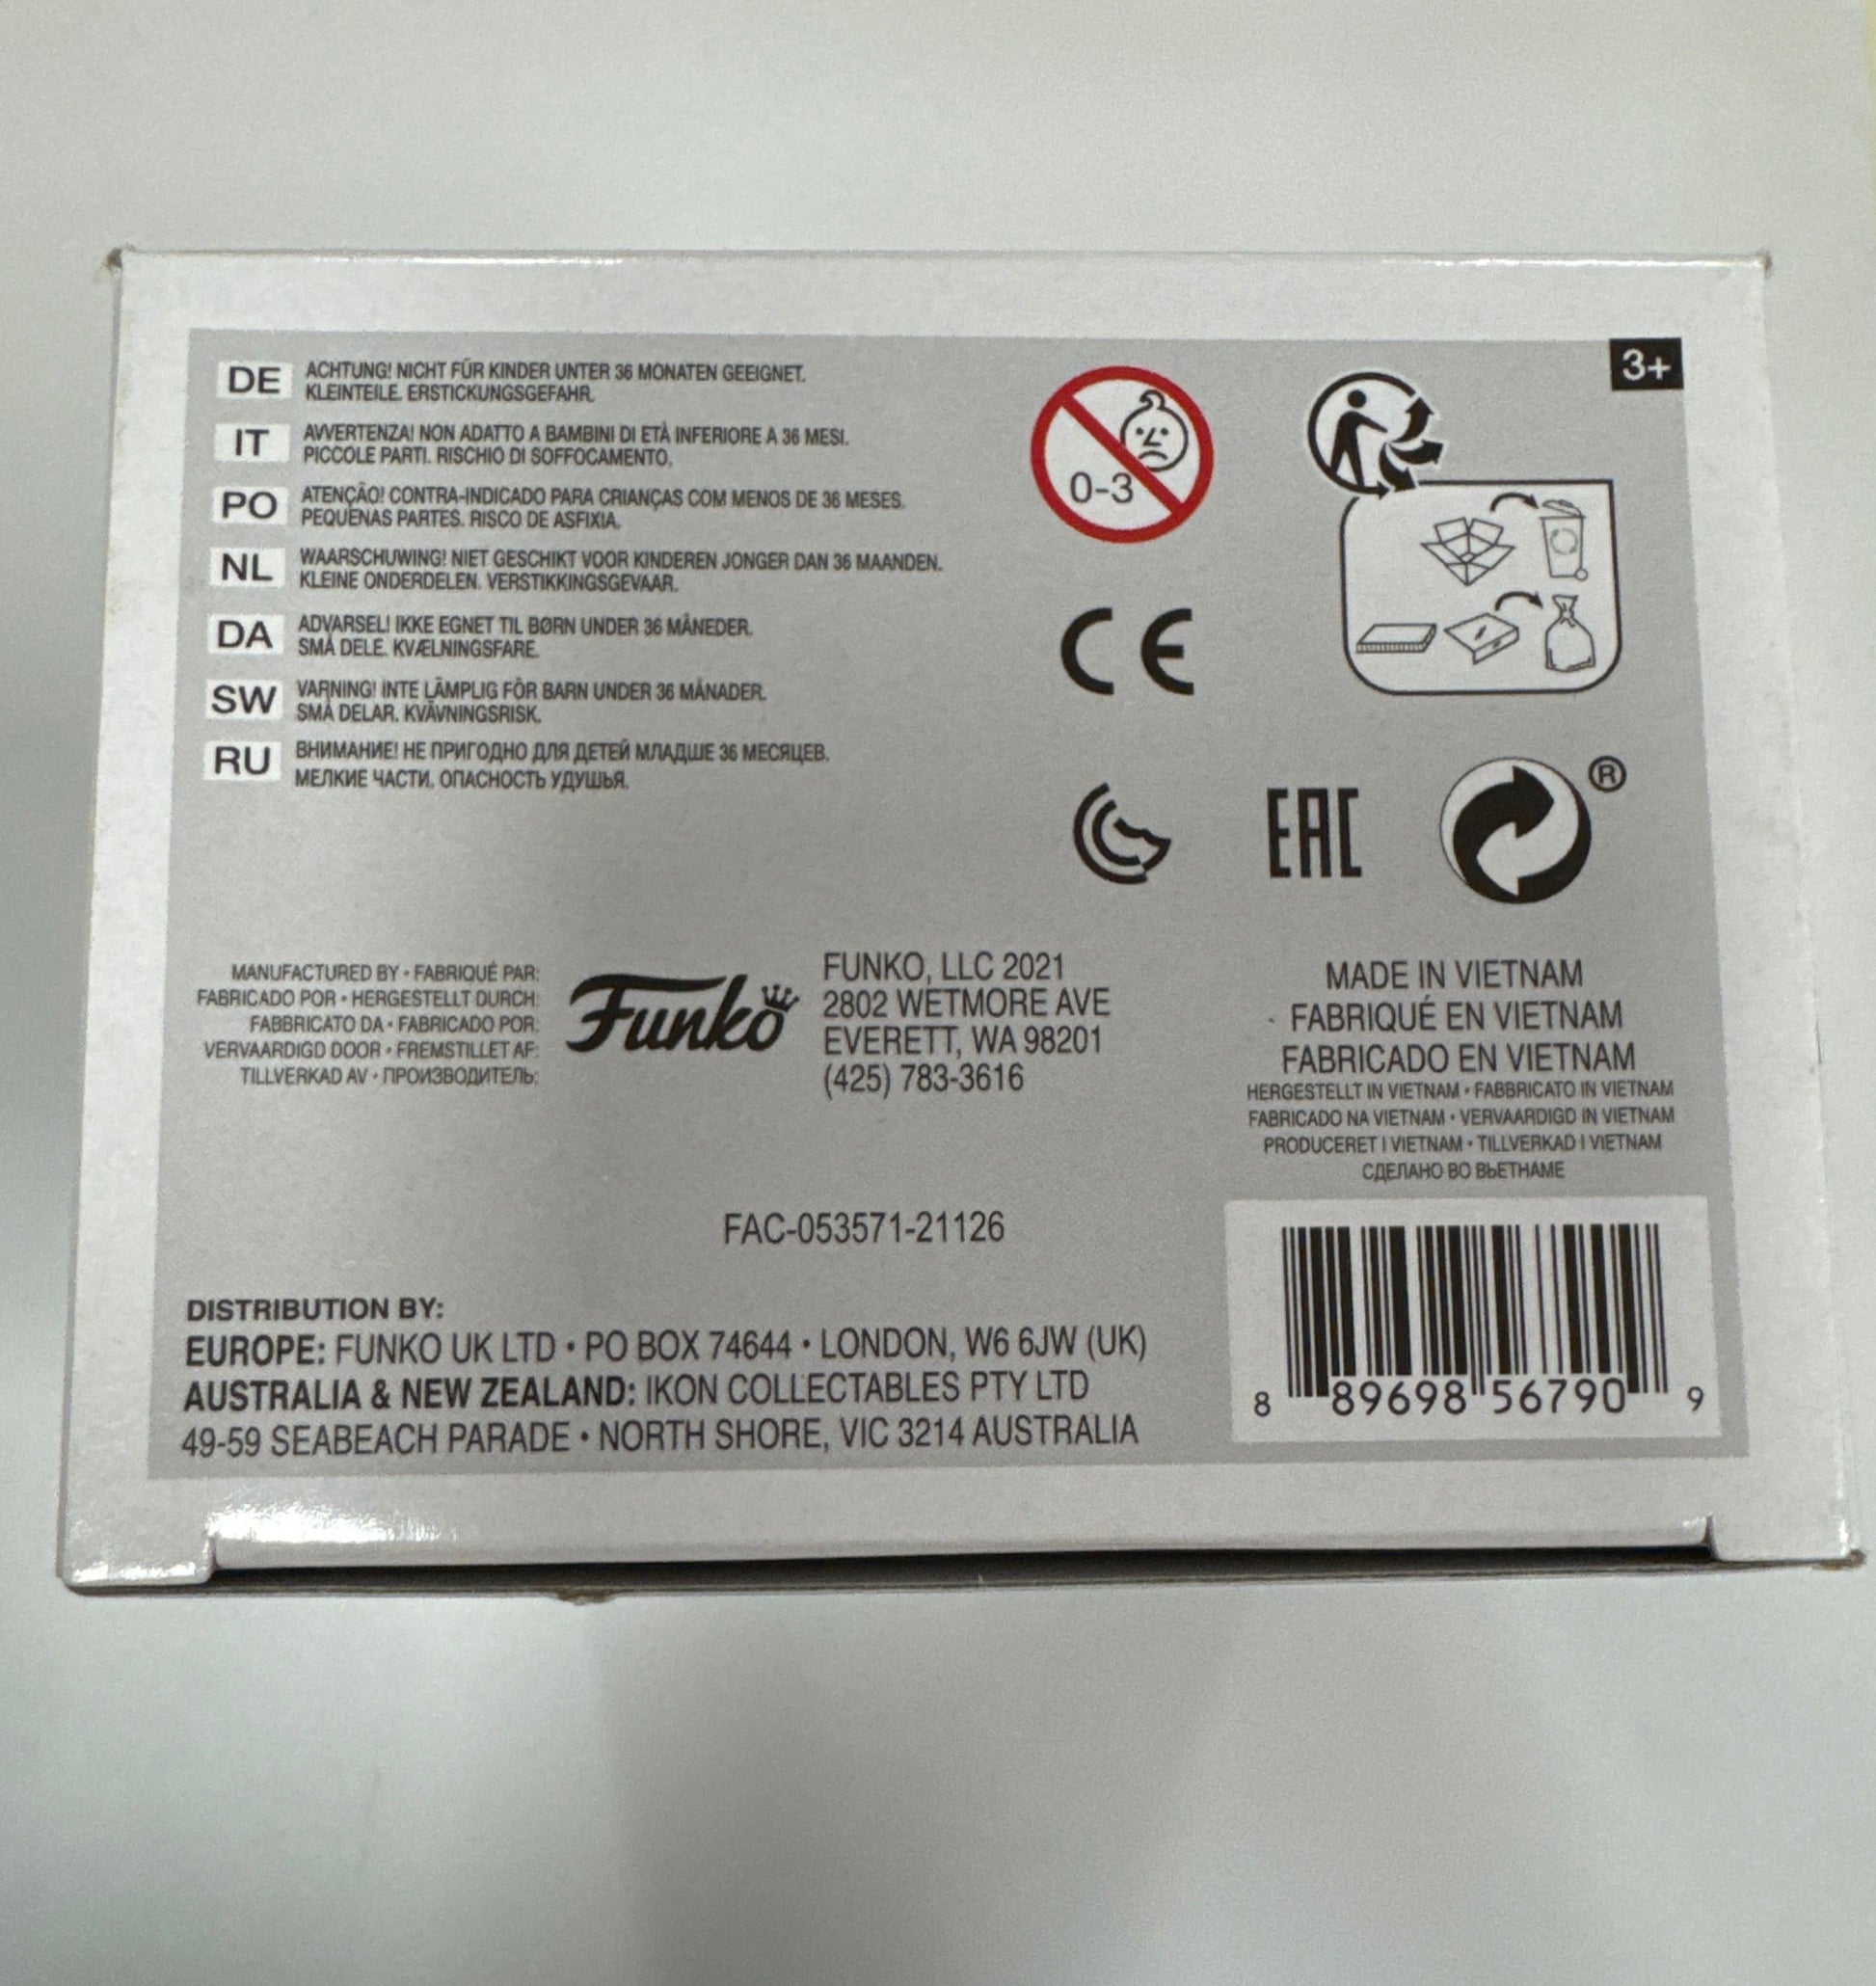 3+
DE ACHTUNG! NICHT FÜR KINDER UNTER 36 MONATEN GEEIGNET.
KLEINTEILE. ERSTICKUNGSGEFAHR.
IT AVVERTENZA! NON ADATTO A BAMBINI DI ETÀ INFERIORE A 36 MESI.
PICCOLE PARTI. RISCHIO DI SOFFOCAMENTO.
PO ATENÇÃO! CONTRA-INDICADO PARA CRIANÇAS COM MENOS DE 36 MESES.
PEQUENAS PARTES. RISCO DE ASFIXIA.
NL WAARSCHUWING! NIET GESCHIKT VOOR KINDEREN JONGER DAN 36 MAANDEN.
KLEINE ONDERDELEN. VERSTIKKINGSGEVAAR.
DA ADVARSEL! IKKE EGNET TIL BØRN UNDER 36 MÅNEDER.
SMÅ DELE. KVÆLNINGSFARE.
SW VARNING! INTE LÄMPLIG FÖR BARN UNDER 36 MÅNADER.
SMÅ DELAR. KVÄVNINGSRISK.
RU ВНИМАНИЕ! НЕ ПРИГОДНО ДЛЯ ДЕТЕЙ МЛАДШЕ 36 МЕСЯЦЕВ.
МЕЛКИЕ ЧАСТИ. ОПАСНОСТЬ УДУШЬЯ.
0-3
CE
EAC
®
MANUFACTURED BY • FABRIQUÉ PAR:
FABRICADO POR • HERGESTELLT DURCH:
FABBRICATO DA • FABRICADO POR:
VERVAARDIGD DOOR • FREMSTILLET AF:
TILLVERKAD AV • ПРОИЗВОДИТЕЛЬ:
Funko
FUNKO, LLC 2021
2802 WETMORE AVE
EVERETT, WA 98201
(425) 783-3616
MADE IN VIETNAM
FABRIQUÉ EN VIETNAM
FABRICADO EN VIETNAM
HERGESTELLT IN VIETNAM • FABBRICATO IN VIETNAM
FABRICADO NA VIETNAM • VERVAARDIGD IN VIETNAM
PRODUCERET I VIETNAM • TILLVERKAD I VIETNAM
СДЕЛАНО ВО ВЬЕТНАМЕ
FAC-053571-21126
DISTRIBUTION BY:
EUROPE: FUNKO UK LTD • PO BOX 74644 • LONDON, W6 6JW (UK)
AUSTRALIA & NEW ZEALAND: IKON COLLECTABLES PTY LTD
49-59 SEABEACH PARADE • NORTH SHORE, VIC 3214 AUSTRALIA
8 89698 56790 9